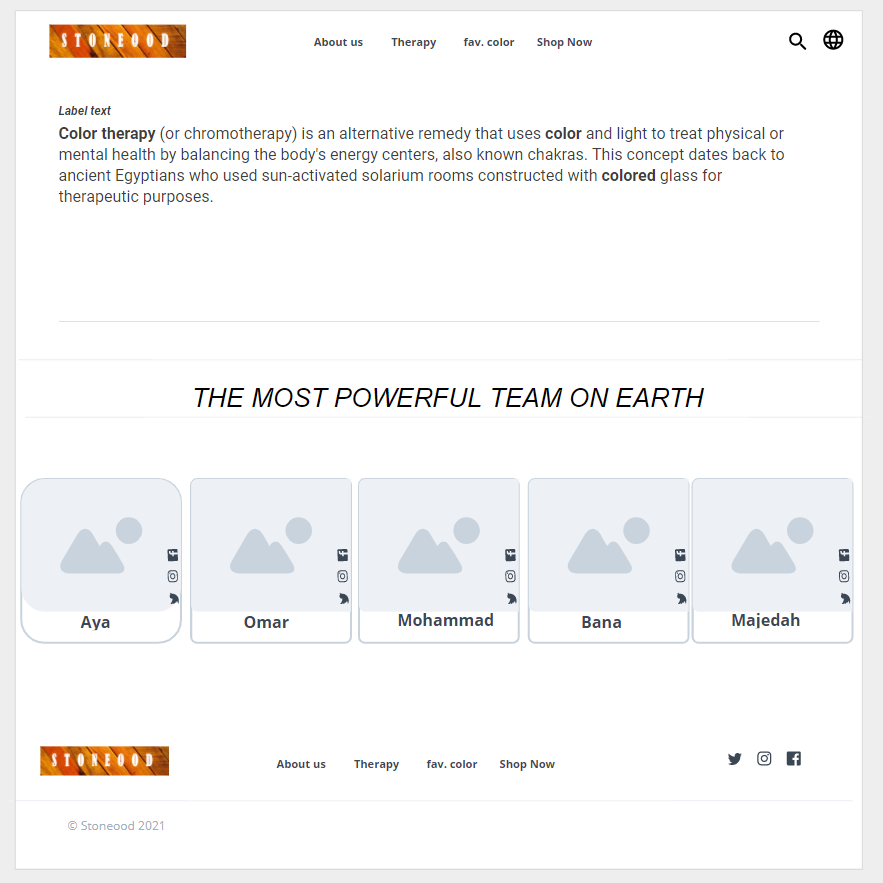 STONEOOD
About us Therapy fav. color Shop Now
Label text
Color therapy (or chromotherapy) is an alternative remedy that uses color and light to treat physical or
mental health by balancing the body's energy centers, also known chakras. This concept dates back to
ancient Egyptians who used sun-activated solarium rooms constructed with colored glass for
therapeutic purposes.
THE MOST POWERFUL TEAM ON EARTH
Aya Omar Mohammad Bana Majedah
STONEOOD
About us Therapy fav. color Shop Now
© Stoneood 2021